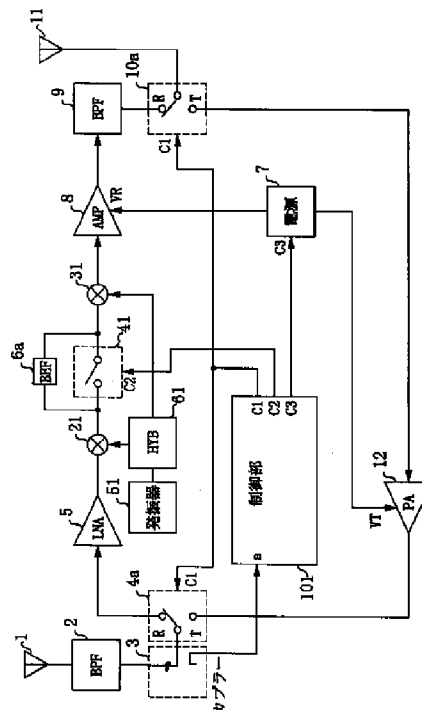 1
2
BPF
3
カプラー
4a
R
T
C1
5
LNA
21
発振器
51
HYB
61
6a
BEF
41
C2
31
8
AMP
VR
9
BPF
10a
R
T
C1
11
7
電源
C3
制御部
a
C1
C2
C3
101
VT
PA
12